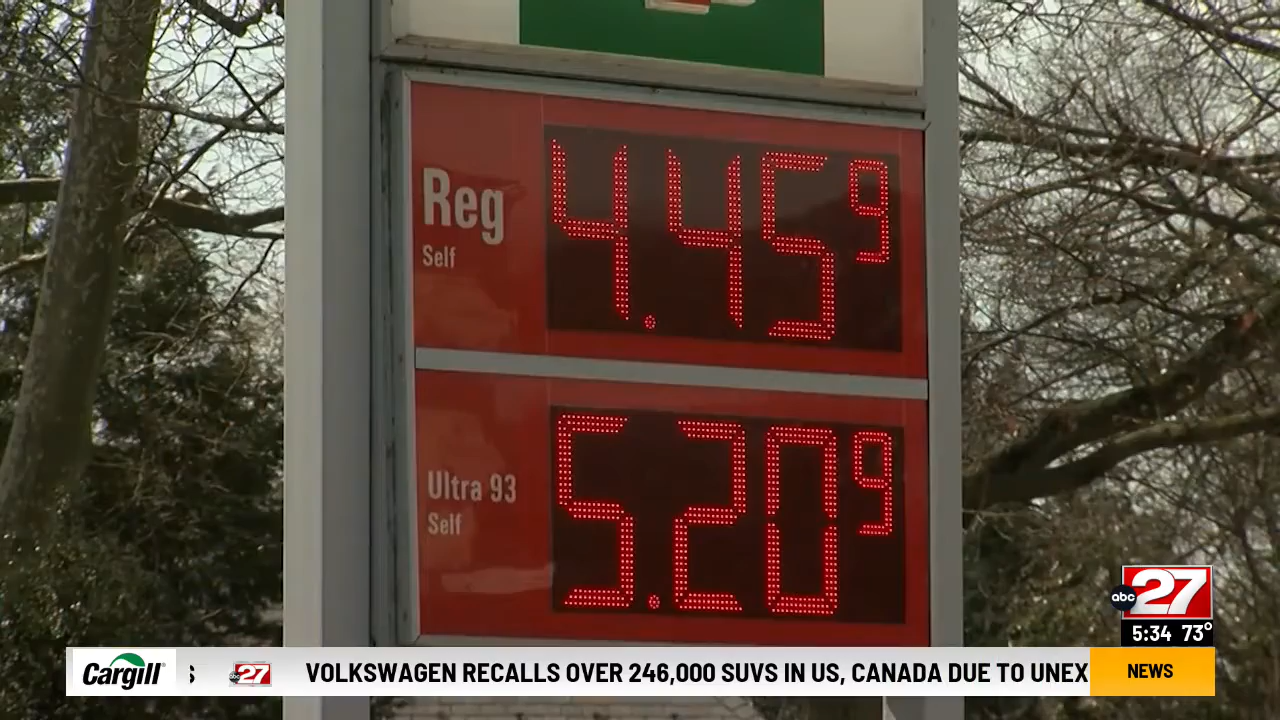 Reg
Self
4.45 9
Ultra 93
Self
5.20 9
abc 27
5:34 73°
Cargill
S abc 27 VOLKSWAGEN RECALLS OVER 246,000 SUVS IN US, CANADA DUE TO UNEX
NEWS